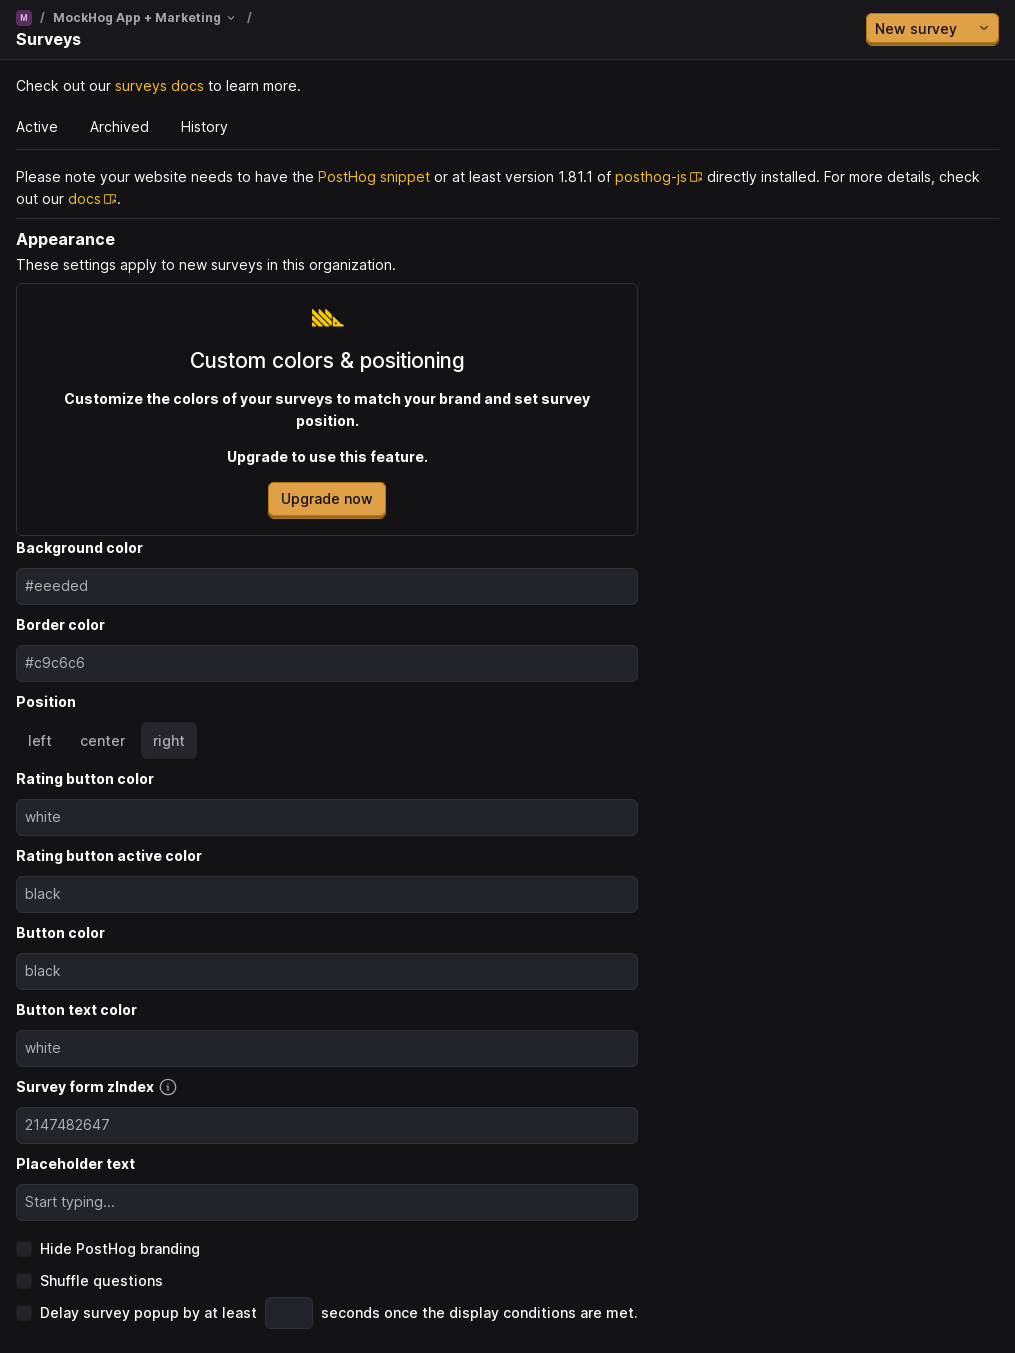 M / MockHog App + Marketing /
Surveys
New survey
Check out our surveys docs to learn more.
Active Archived History
Please note your website needs to have the PostHog snippet or at least version 1.81.1 of posthog-js directly installed. For more details, check
out our docs.
Appearance
These settings apply to new surveys in this organization.
Custom colors & positioning
Customize the colors of your surveys to match your brand and set survey
position.
Upgrade to use this feature.
Upgrade now
Background color
#eeeded
Border color
#c9c6c6
Position
left center right
Rating button color
white
Rating button active color
black
Button color
black
Button text color
white
Survey form zIndex
2147482647
Placeholder text
Start typing...
Hide PostHog branding
Shuffle questions
Delay survey popup by at least seconds once the display conditions are met.